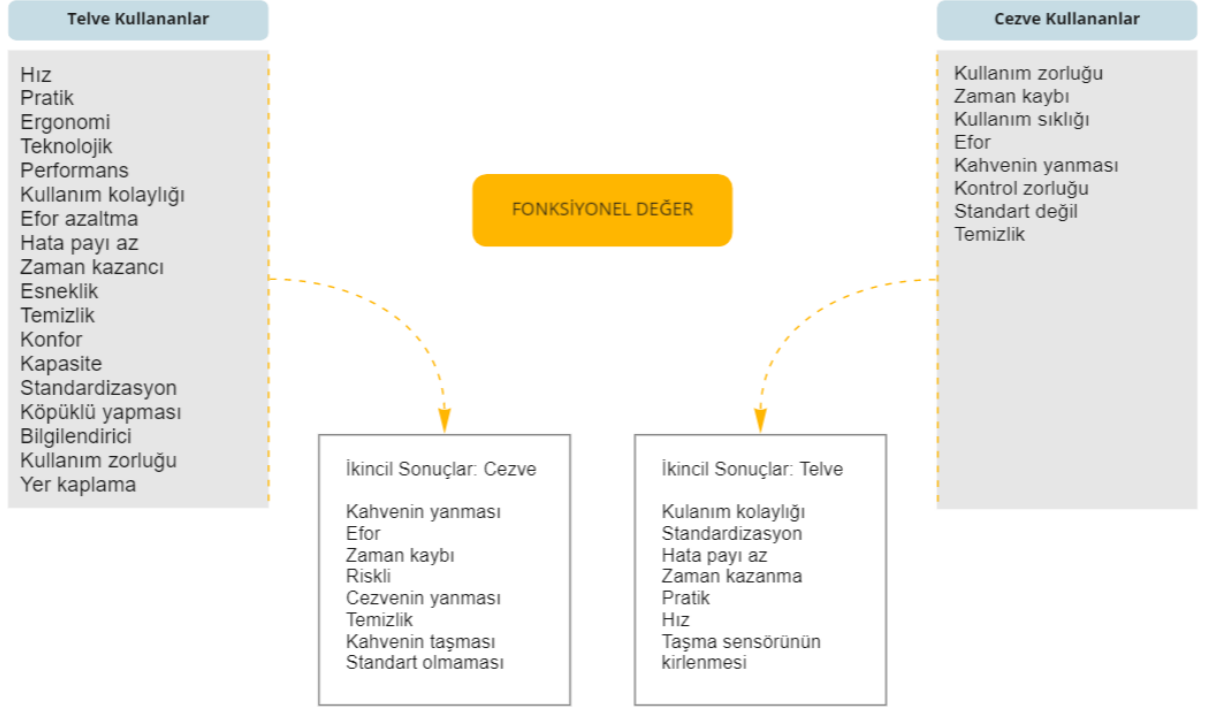 Telve Kullananlar
Hız
Pratik
Ergonomi
Teknolojik
Performans
Kullanım kolaylığı
Efor azaltma
Hata payı az
Zaman kazancı
Esneklik
Temizlik
Konfor
Kapasite
Standardizasyon
Köpüklü yapması
Bilgilendirici
Kullanım zorluğu
Yer kaplama
FONKSİYONEL DEĞER
Cezve Kullananlar
Kullanım zorluğu
Zaman kaybı
Kullanım sıklığı
Efor
Kahvenin yanması
Kontrol zorluğu
Standart değil
Temizlik
İkincil Sonuçlar: Cezve
Kahvenin yanması
Efor
Zaman kaybı
Riskli
Cezvenin yanması
Temizlik
Kahvenin taşması
Standart olmaması
İkincil Sonuçlar: Telve
Kulanım kolaylığı
Standardizasyon
Hata payı az
Zaman kazanma
Pratik
Hız
Taşma sensörünün
kirlenmesi